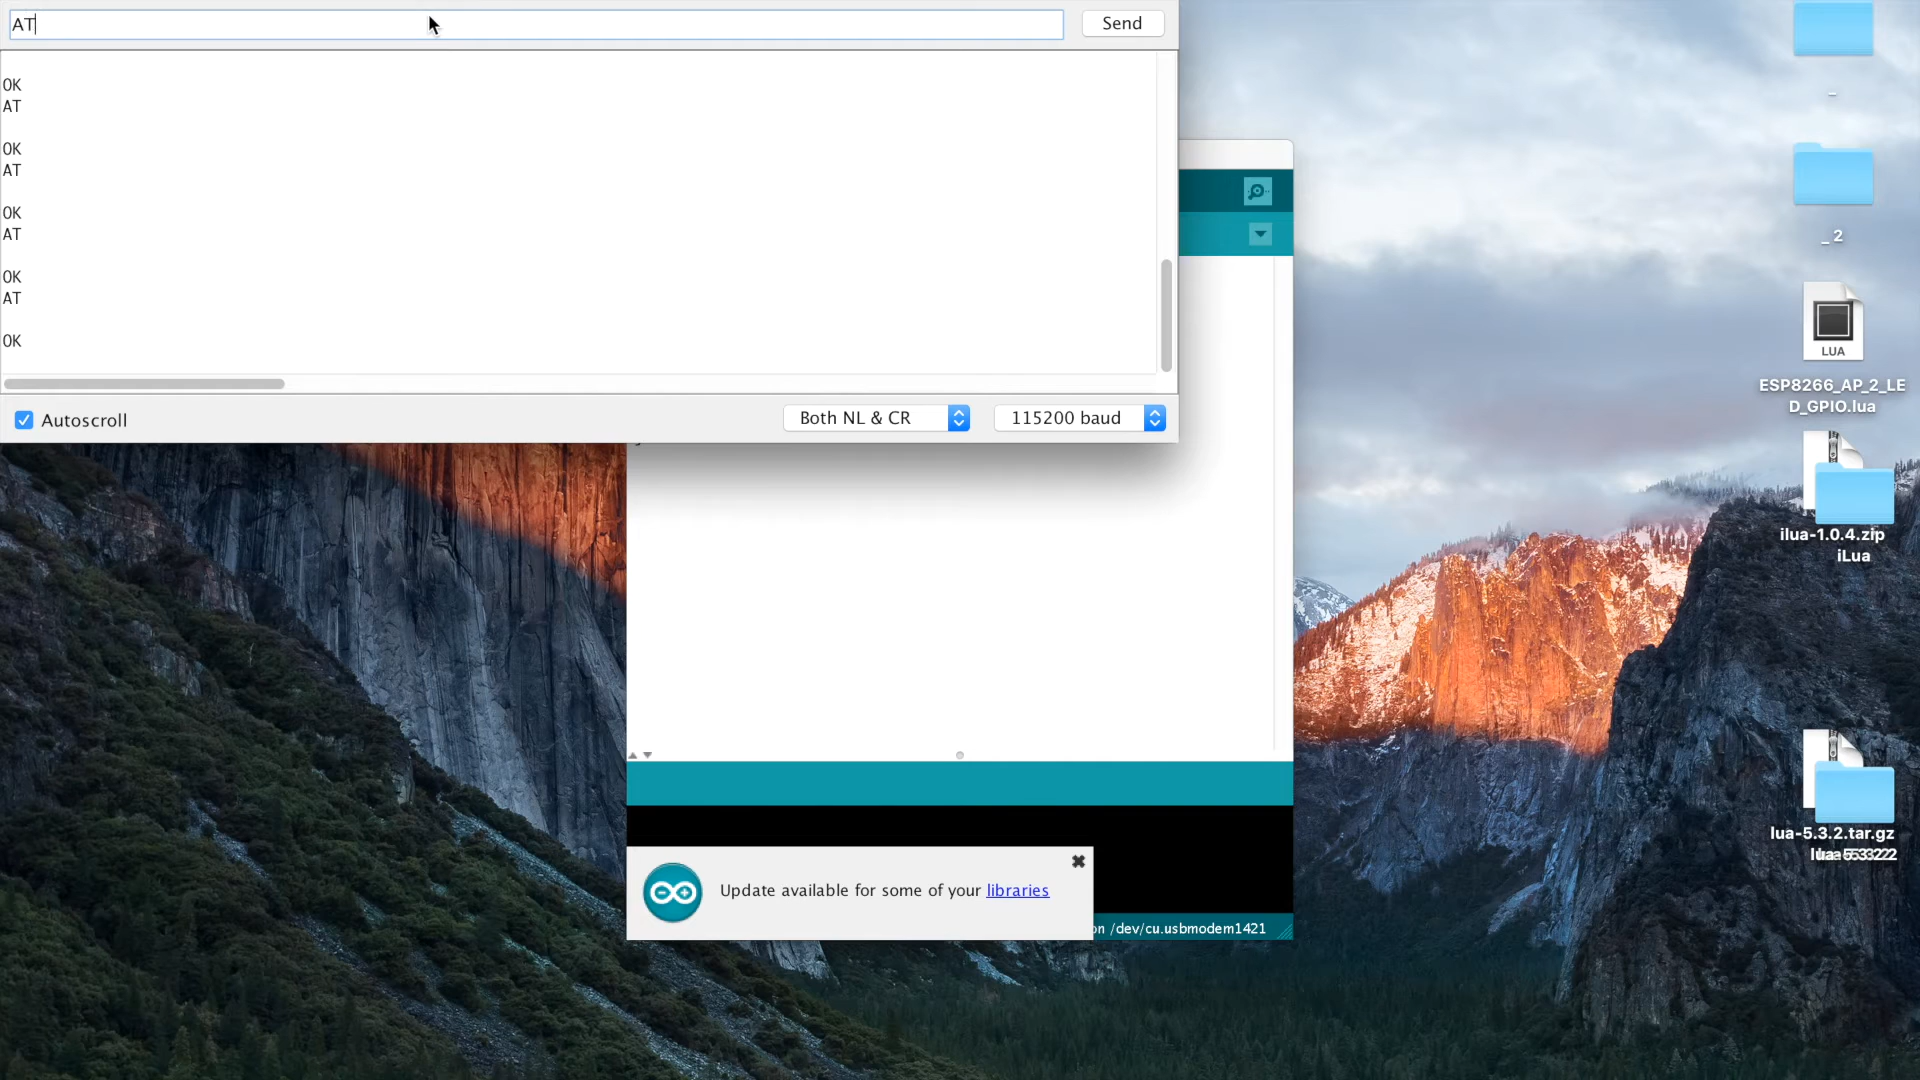 AT
Send
OK
AT
OK
AT
OK
AT
OK
AT
OK
Autoscroll
Both NL & CR
115200 baud
Update available for some of your libraries
on /dev/cu.usbmodem1421
_
_ 2
LUA
ESP8266_AP_2_LE
D_GPIO.lua
ilua-1.0.4.zip
iLua
lua-5.3.2.tar.gz